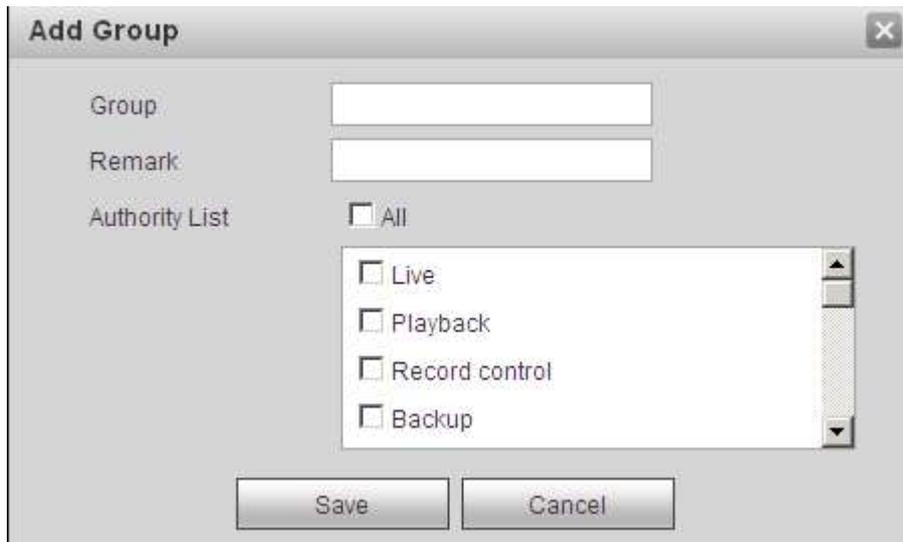 Add Group
Group
Remark
Authority List
All
Live
Playback
Record control
Backup
Save
Cancel